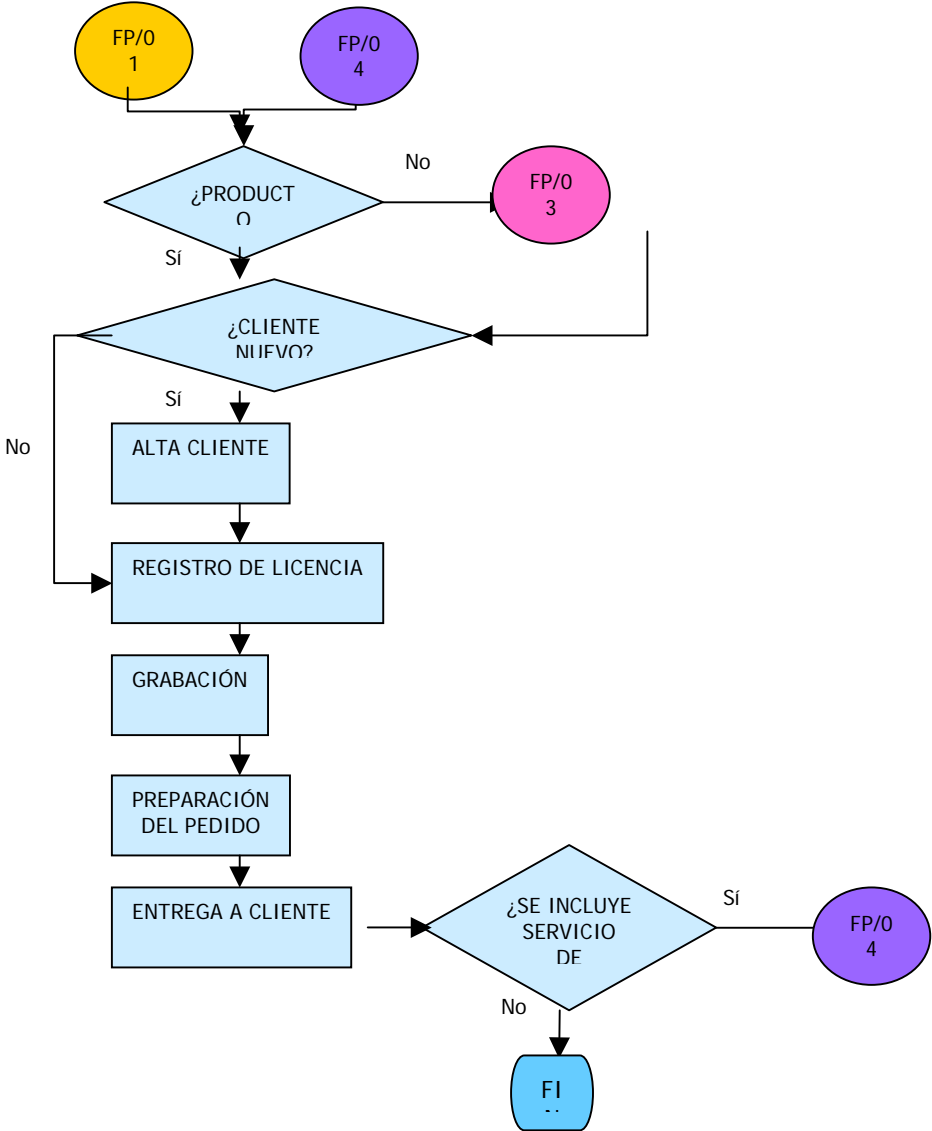 FP/0
1
FP/0
4
No
¿PRODUCT
O
FP/0
3
Sí
¿CLIENTE
NUEVO?
Sí
No
ALTA CLIENTE
REGISTRO DE LICENCIA
GRABACIÓN
PREPARACIÓN
DEL PEDIDO
ENTREGA A CLIENTE
¿SE INCLUYE
SERVICIO
DE
Sí
FP/0
4
No
FI
N